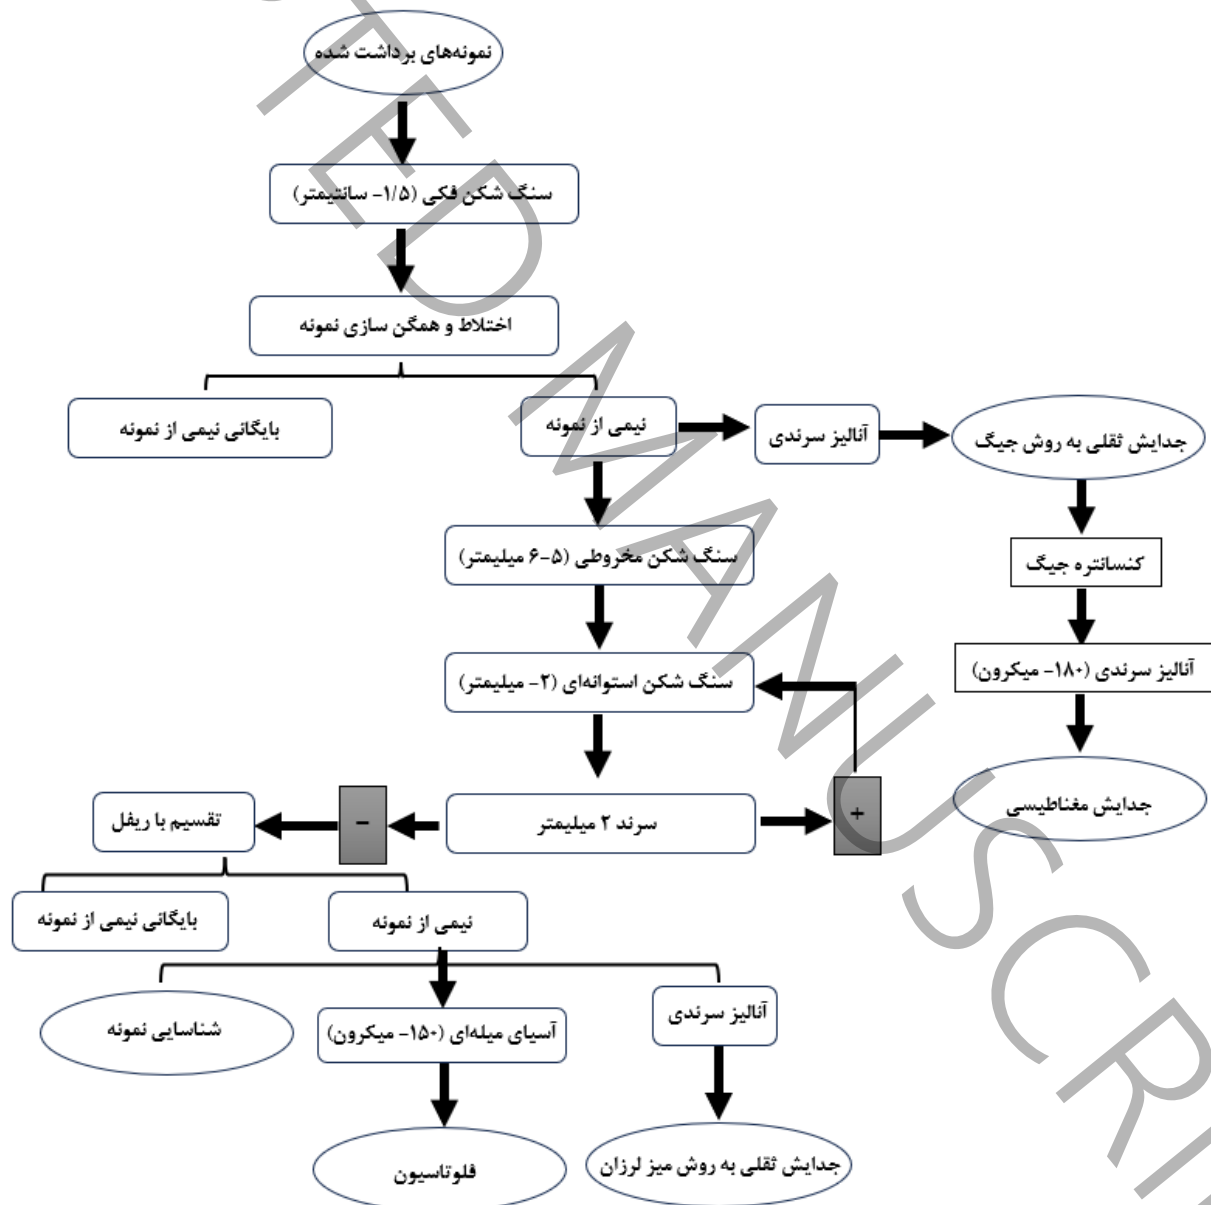 نمونه‌های برداشت شده
سنگ شکن فکی (۱/۵- سانتیمتر)
اختلاط و همگن سازی نمونه
بایگانی نیمی از نمونه
نیمی از نمونه
آنالیز سرندی
جدایش ثقلی به روش جیگ
سنگ شکن مخروطی (۵-۶ میلیمتر)
کنسانتره جیگ
سنگ شکن استوانه‌ای (۲- میلیمتر)
آنالیز سرندی (۱۸۰- میکرون)
جدایش مغناطیسی
تقسیم با ریفل
–
سرند ۲ میلیمتر
+
بایگانی نیمی از نمونه
نیمی از نمونه
شناسایی نمونه
آسیای میله‌ای (۱۵۰- میکرون)
آنالیز سرندی
فلوتاسیون
جدایش ثقلی به روش میز لرزان
TED MANUSCRI